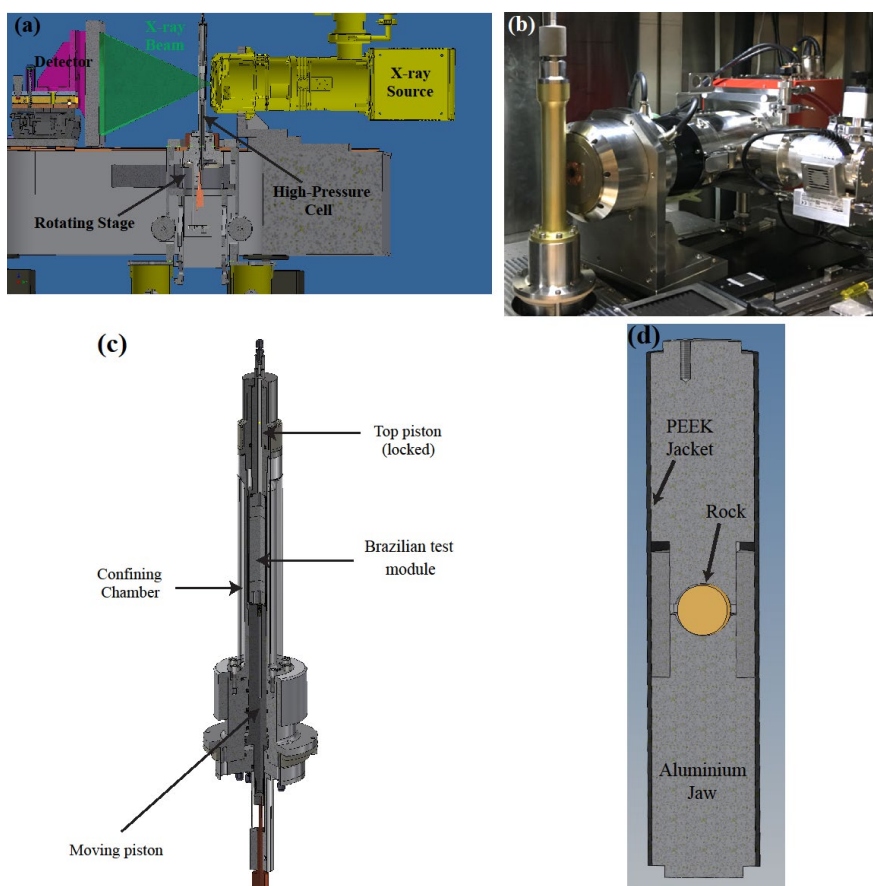 (a)
X-ray
Beam
Detector
X-ray
Source
Rotating Stage
High-Pressure
Cell
(b)
(c)
Top piston
(locked)
Brazilian test
module
Confining
Chamber
Moving piston
(d)
PEEK
Jacket
Rock
Aluminium
Jaw